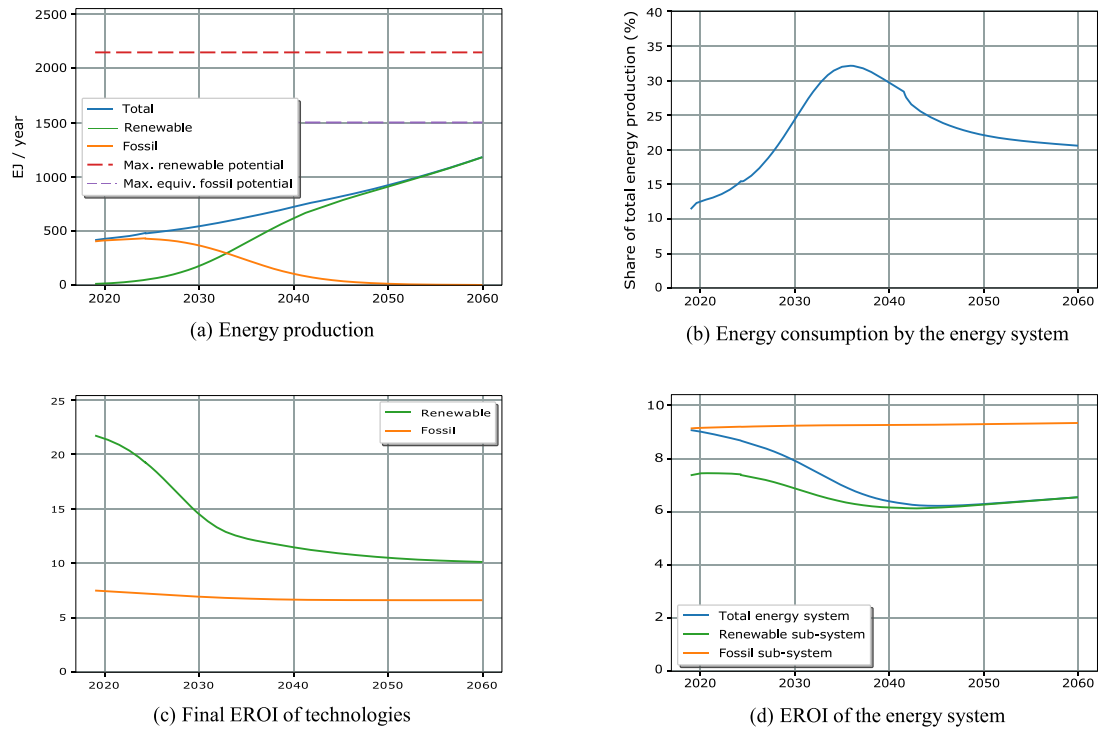 2500
2000
1500
1000
500
0
EJ / year
Total
Renewable
Fossil
Max. renewable potential
Max. equiv. fossil potential
2020 2030 2040 2050 2060
(a) Energy production
40
35
30
25
20
15
10
5
0
Share of total energy production (%)
2020 2030 2040 2050 2060
(b) Energy consumption by the energy system
25
20
15
10
5
0
Renewable
Fossil
2020 2030 2040 2050 2060
(c) Final EROI of technologies
10
8
6
4
2
0
Total energy system
Renewable sub-system
Fossil sub-system
2020 2030 2040 2050 2060
(d) EROI of the energy system